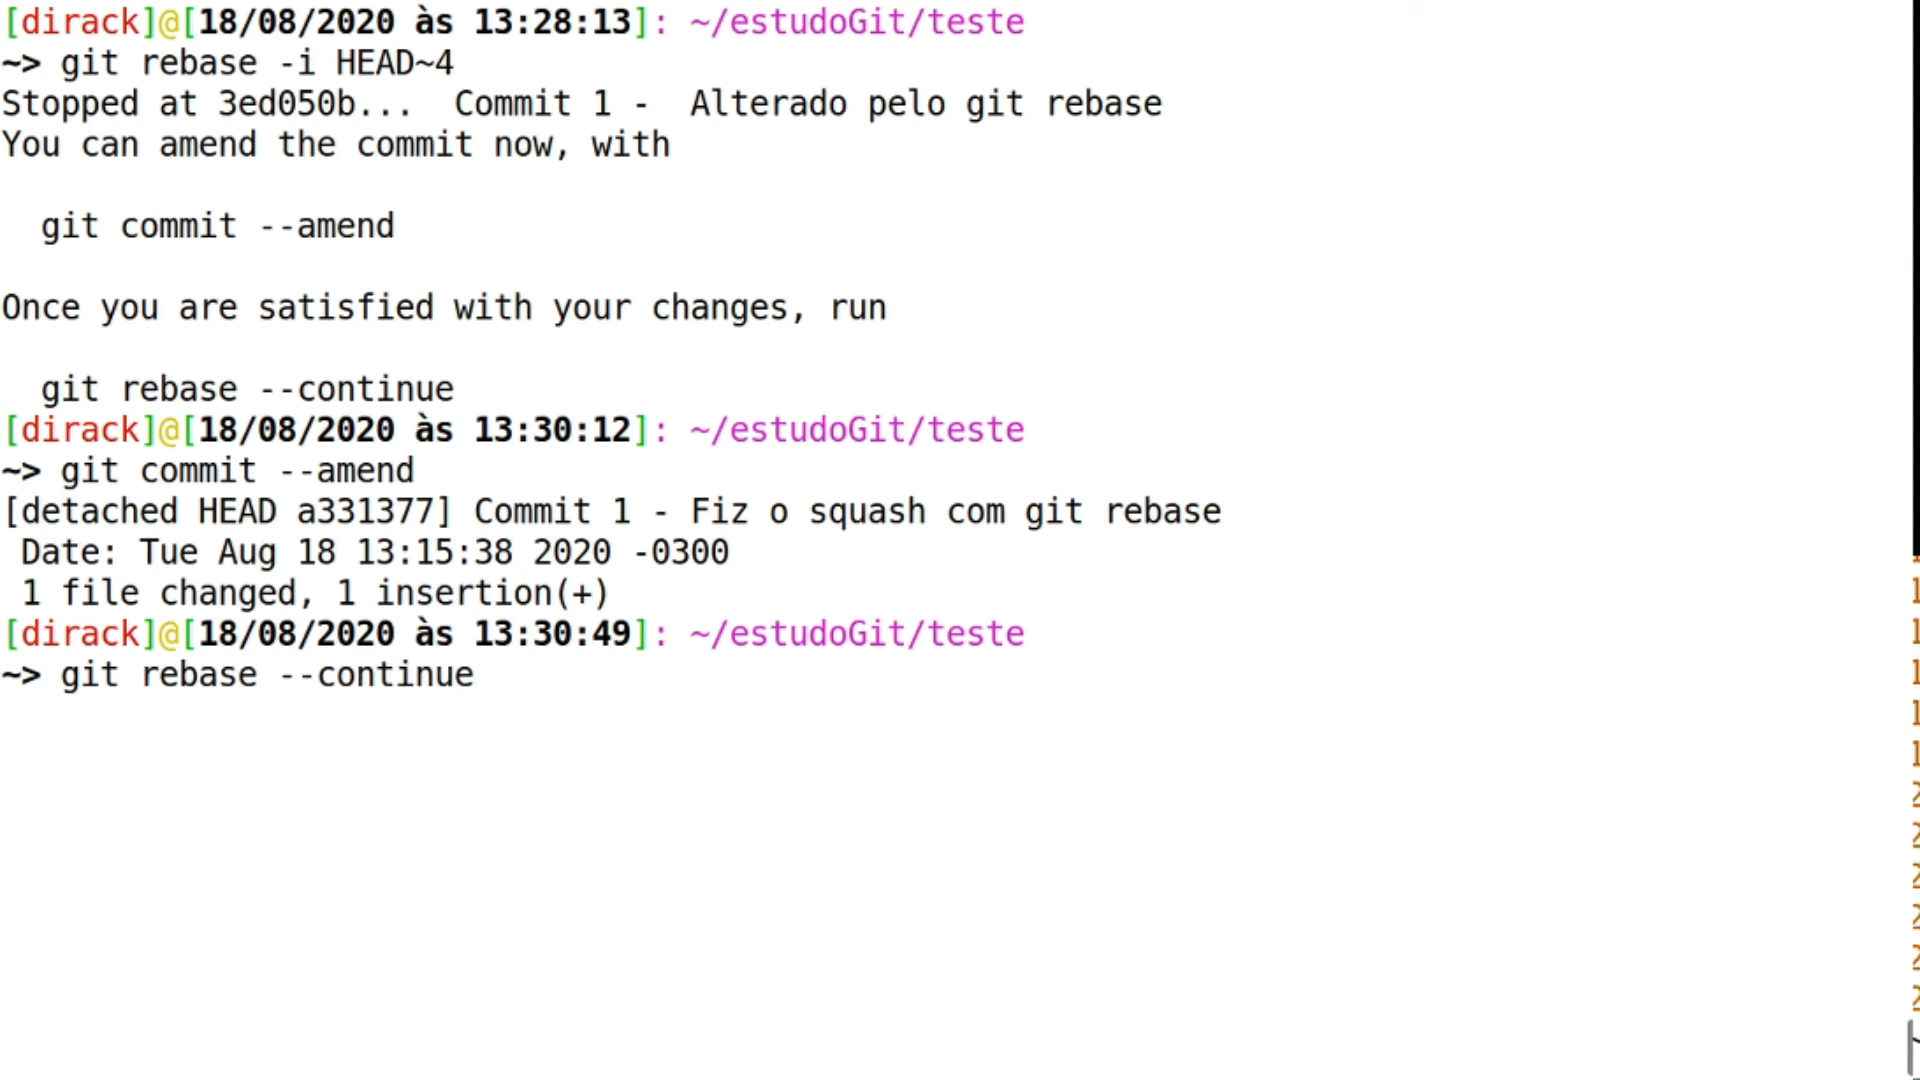 [dirack]@[18/08/2020 às 13:28:13]: ~/estudoGit/teste
~> git rebase -i HEAD~4
Stopped at 3ed050b...  Commit 1 -  Alterado pelo git rebase
You can amend the commit now, with
  git commit --amend
Once you are satisfied with your changes, run
  git rebase --continue
[dirack]@[18/08/2020 às 13:30:12]: ~/estudoGit/teste
~> git commit --amend
[detached HEAD a331377] Commit 1 - Fiz o squash com git rebase
 Date: Tue Aug 18 13:15:38 2020 -0300
 1 file changed, 1 insertion(+)
[dirack]@[18/08/2020 às 13:30:49]: ~/estudoGit/teste
~> git rebase --continue